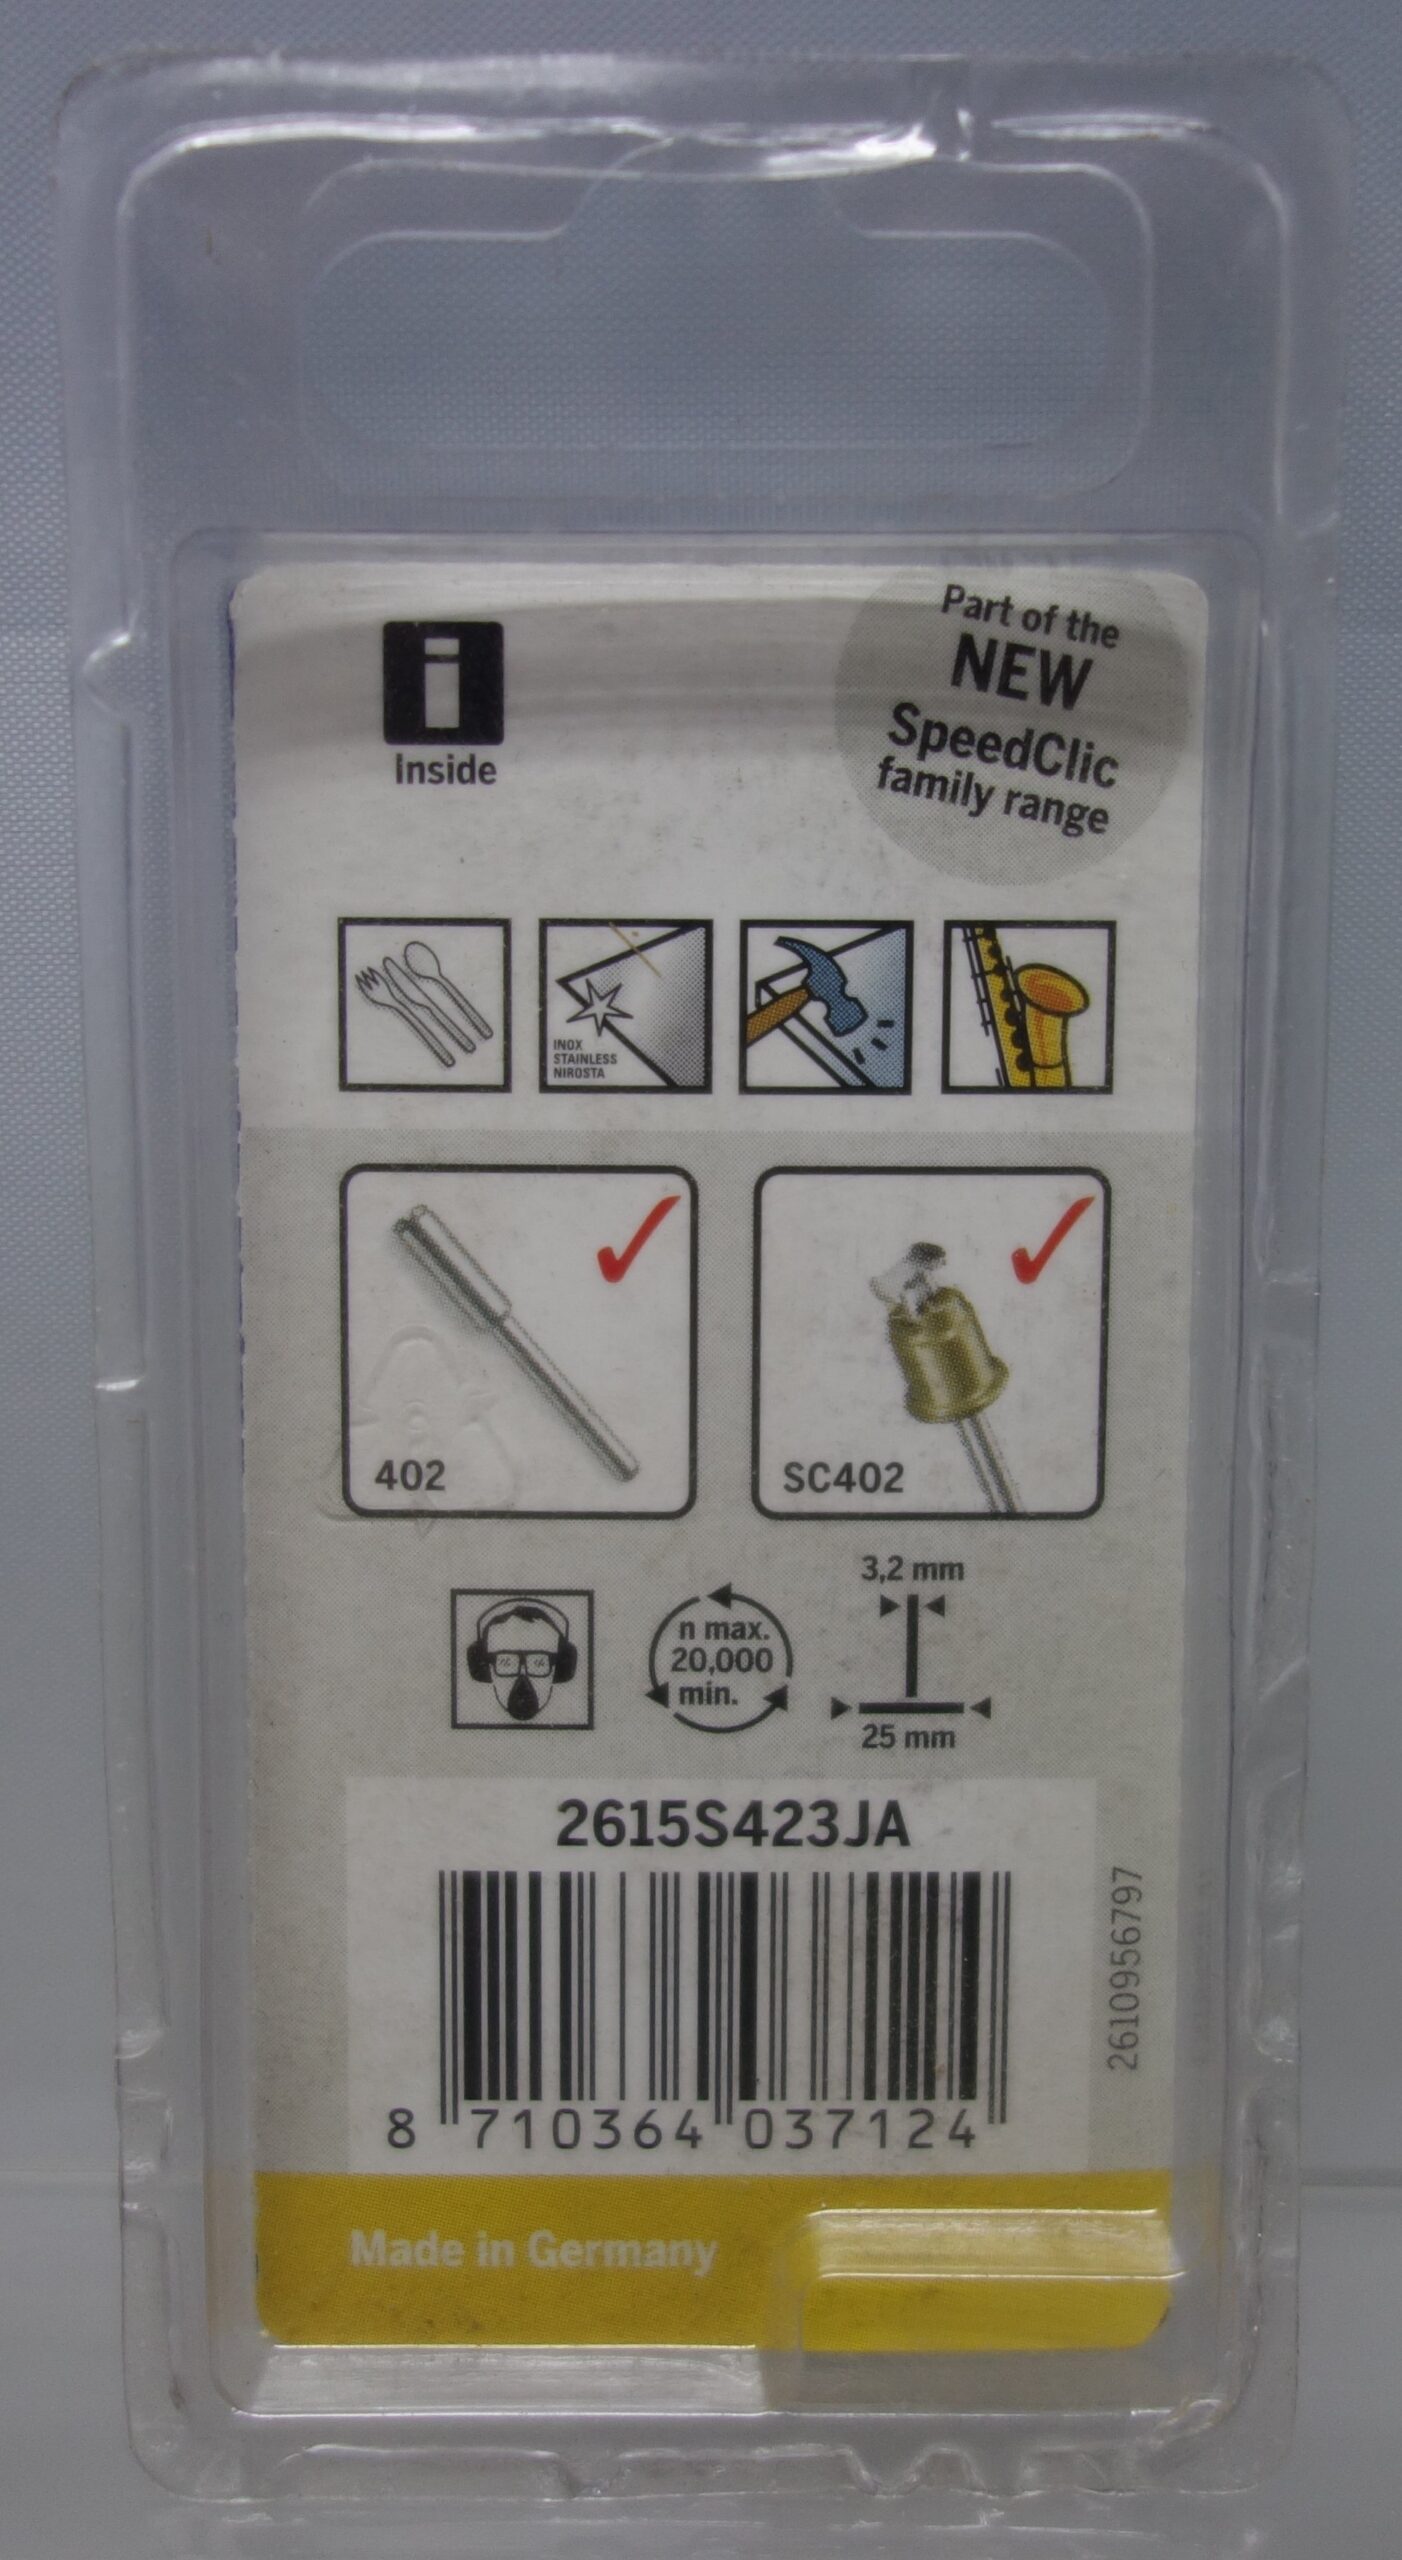 Inside
Part of the
NEW
SpeedClic
family range
INOX
STAINLESS
NIROSTA
402
SC402
n max.
20,000
min.
3,2 mm
25 mm
2615S423JA
8 710364 037124
2610956797
Made in Germany